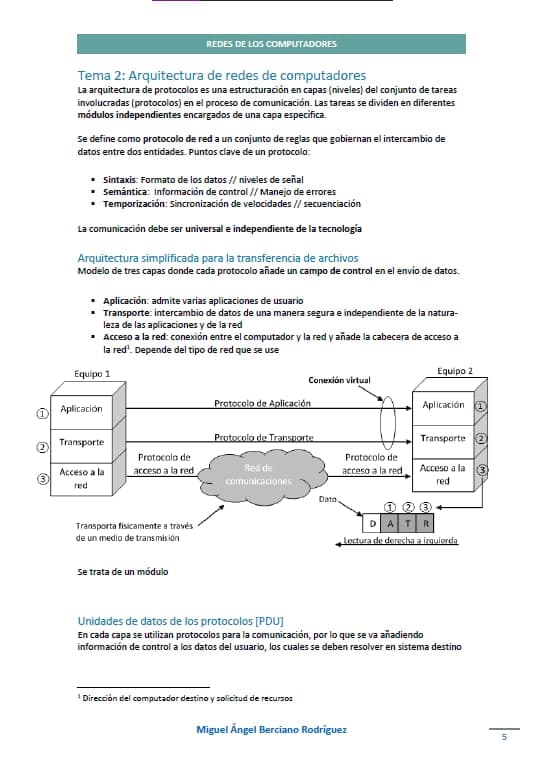 REDES DE LOS COMPUTADORES
Tema 2: Arquitectura de redes de computadores
La arquitectura de protocolos es una estructuración en capas (niveles) del conjunto de tareas
involucradas (protocolos) en el proceso de comunicación. Las tareas se dividen en diferentes
módulos independientes encargados de una capa específica.
Se define como protocolo de red a un conjunto de reglas que gobiernan el intercambio de
datos entre dos entidades. Puntos clave de un protocolo:
▪ Sintaxis: Formato de los datos // niveles de señal
▪ Semántica: Información de control // Manejo de errores
▪ Temporización: Sincronización de velocidades // secuenciación
La comunicación debe ser universal e independiente de la tecnología
Arquitectura simplificada para la transferencia de archivos
Modelo de tres capas donde cada protocolo añade un campo de control en el envío de datos.
▪ Aplicación: admite varias aplicaciones de usuario
▪ Transporte: intercambio de datos de una manera segura e independiente de la natura-
leza de las aplicaciones y de la red
▪ Acceso a la red: conexión entre el computador y la red y añade la cabecera de acceso a
la red¹. Depende del tipo de red que se use
Equipo 1
Conexión virtual
Equipo 2
① Aplicación
Protocolo de Aplicación
Aplicación ①
② Transporte
Protocolo de Transporte
Transporte ②
③ Acceso a la
red
Protocolo de
acceso a la red
Red de
comunicaciones
Protocolo de
acceso a la red
Acceso a la
red ③
Dato
① ② ③
D A T R
Lectura de derecha a izquierda
Transporta físicamente a través
de un medio de transmisión
Se trata de un módulo
Unidades de datos de los protocolos [PDU]
En cada capa se utilizan protocolos para la comunicación, por lo que se va añadiendo
información de control a los datos del usuario, los cuales se deben resolver en sistema destino
¹ Dirección del computador destino y solicitud de recursos
Miguel Ángel Berciano Rodríguez
5